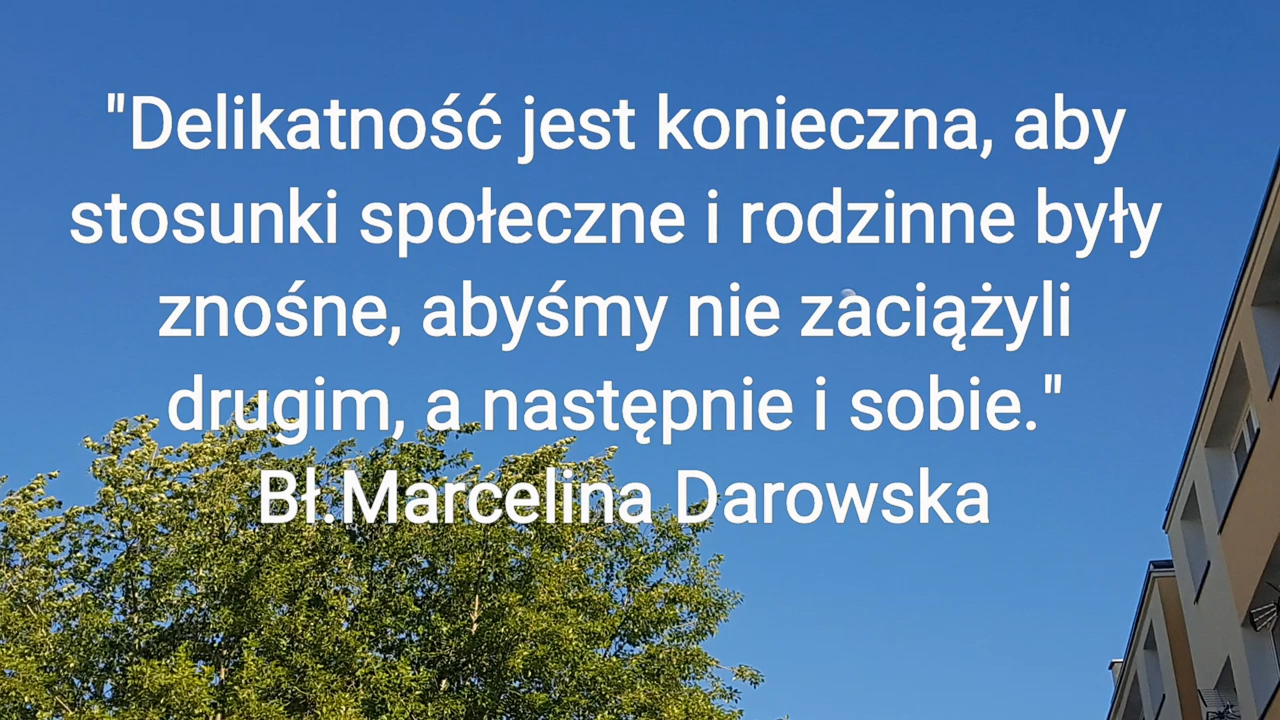 "Delikatność jest konieczna, aby
stosunki społeczne i rodzinne były
znośne, abyśmy nie zaciążyli
drugim, a następnie i sobie."
Bł.Marcelina Darowska